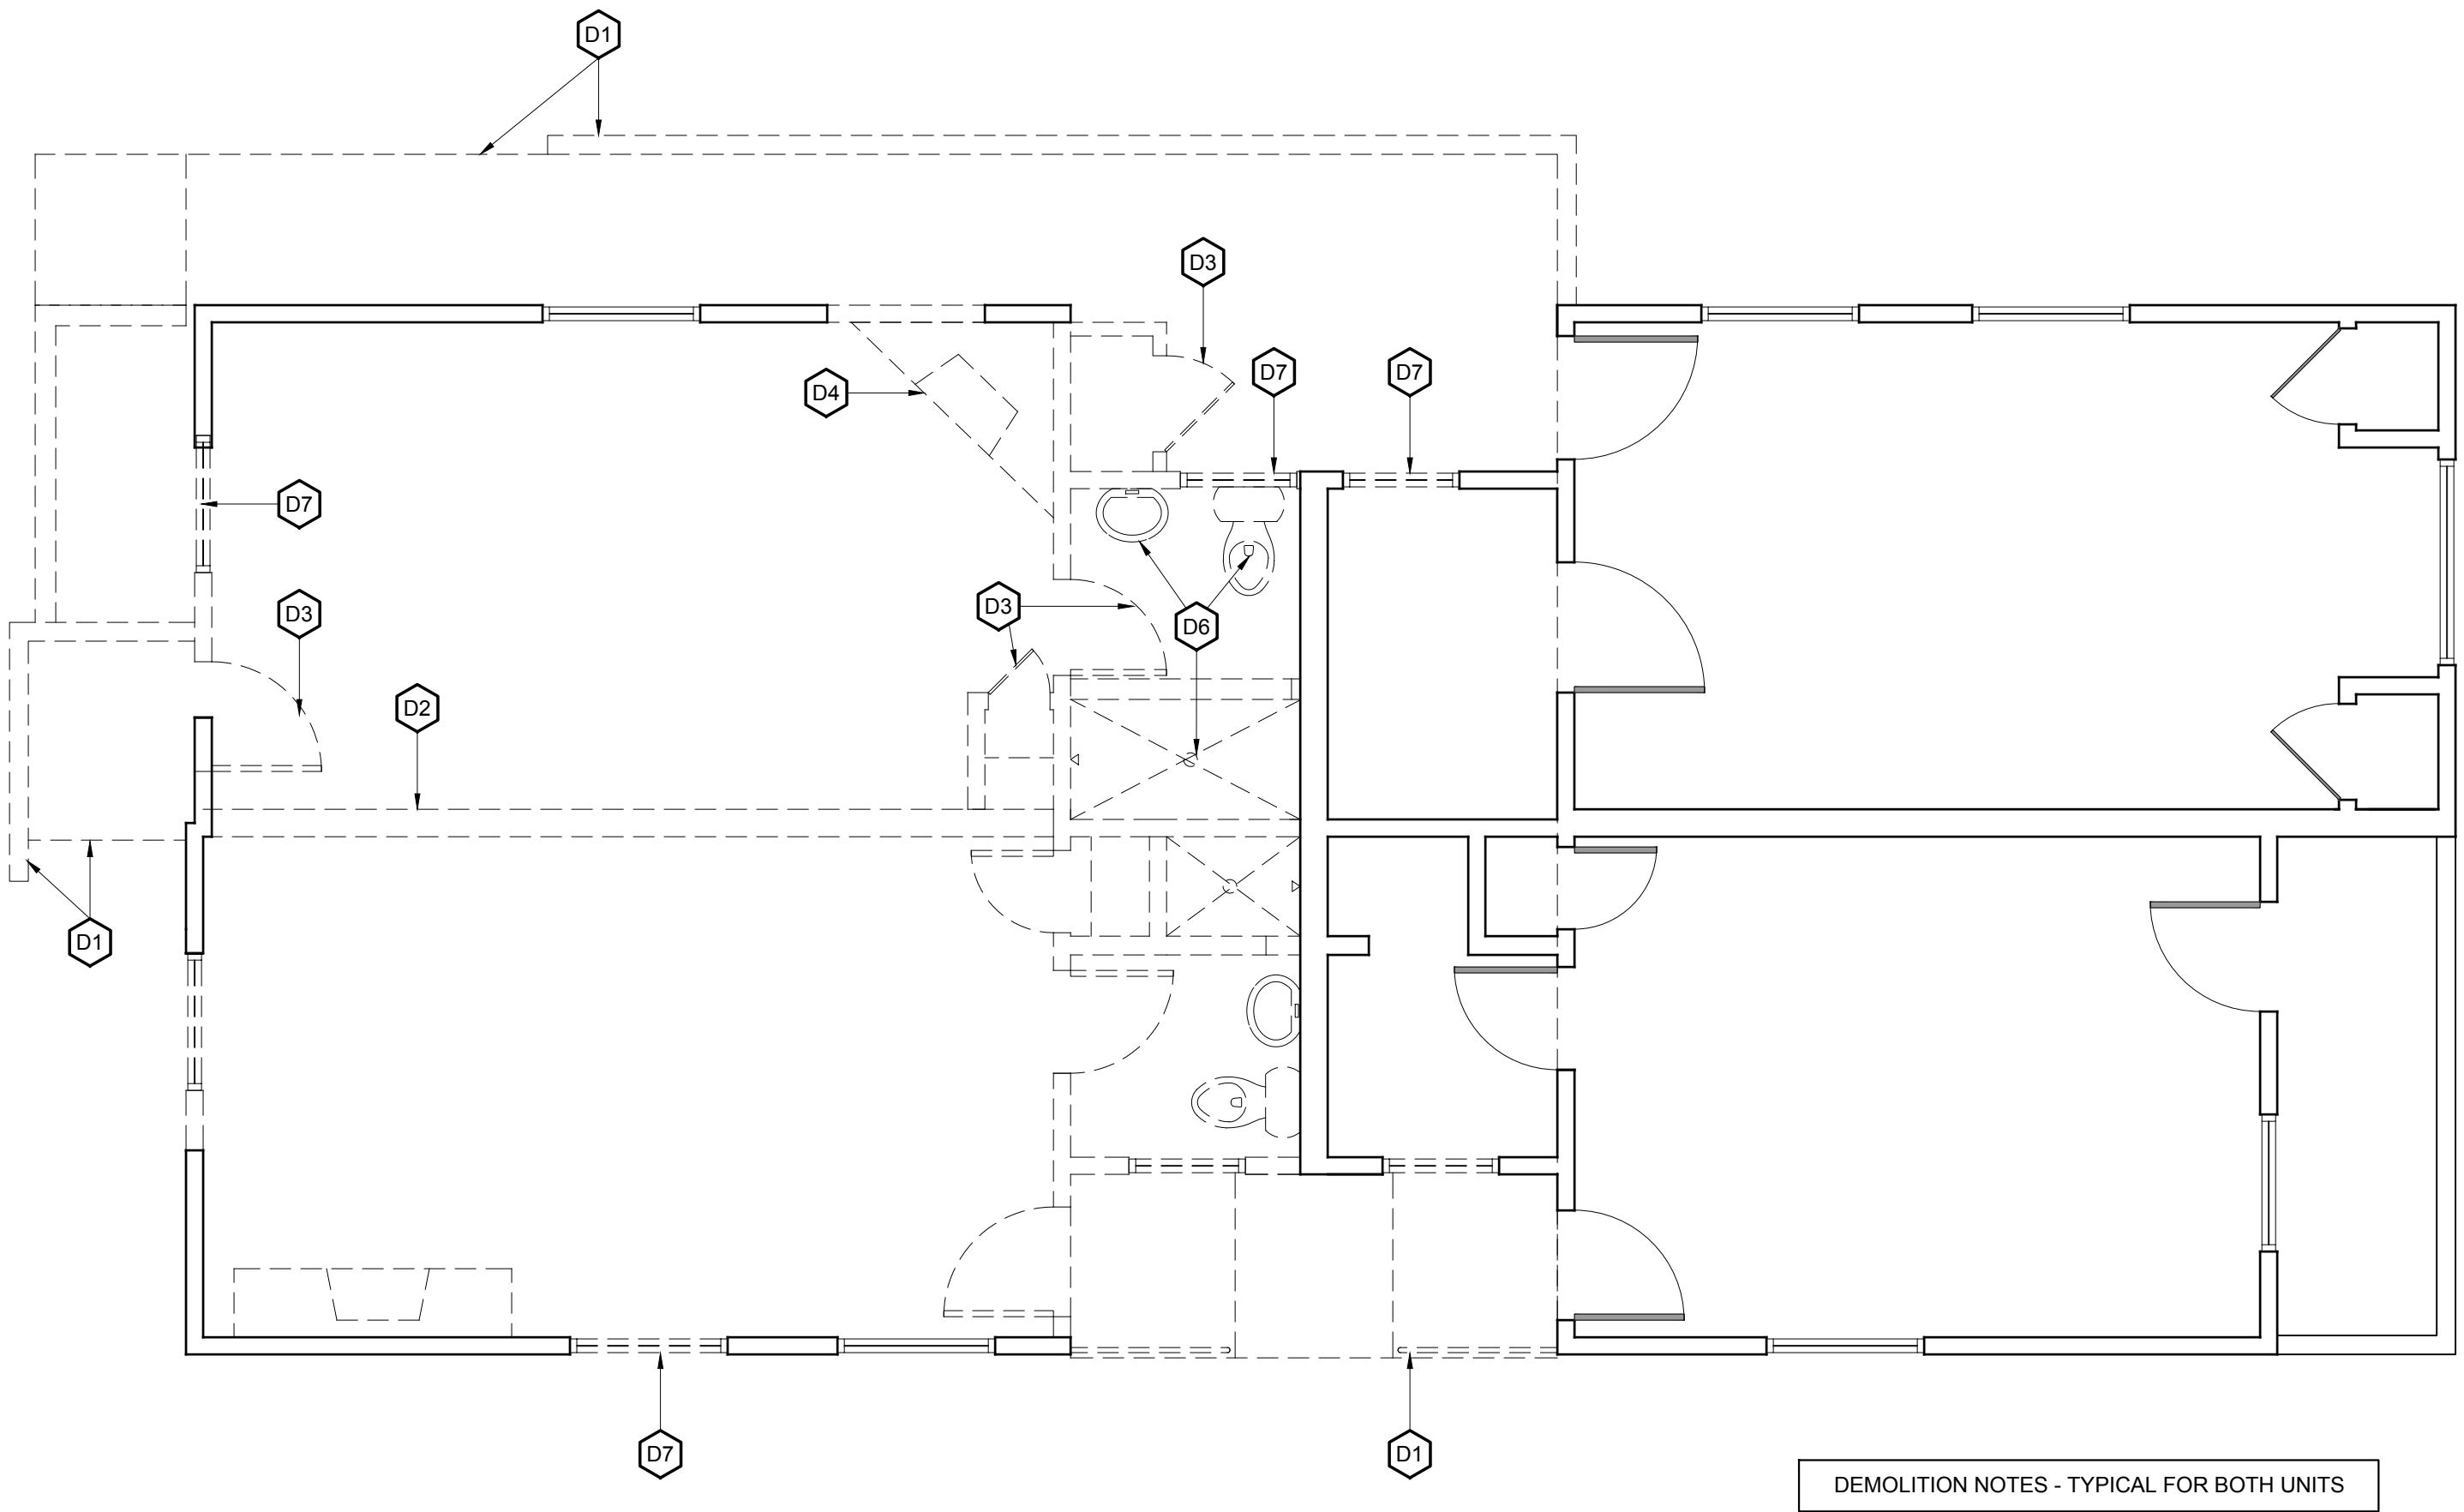 D1
D3
D7
D7
D4
D7
D3
D3
D6
D2
D1
D7
D1
DEMOLITION NOTES - TYPICAL FOR BOTH UNITS